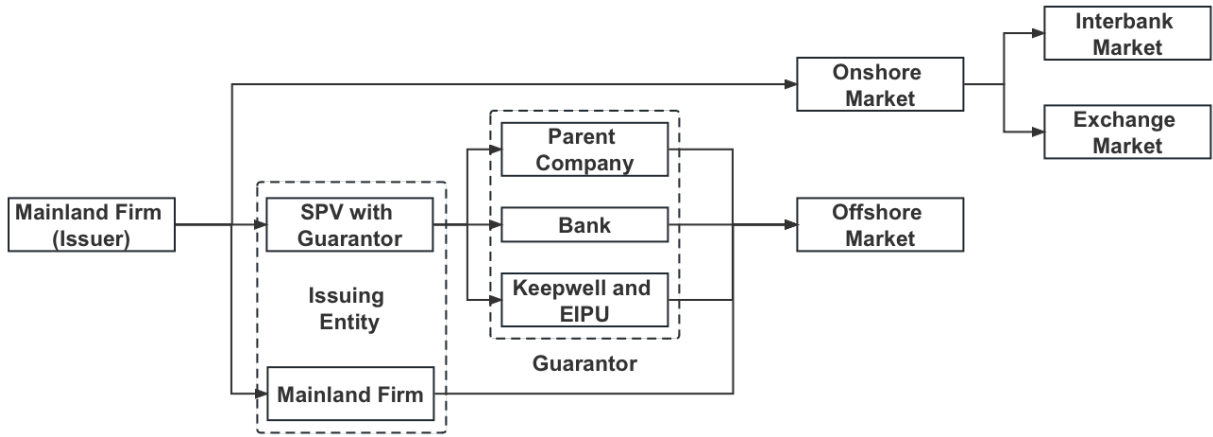 Interbank
Market
Onshore
Market
Exchange
Market
Parent
Company
Mainland Firm
(Issuer)
SPV with
Guarantor
Bank
Offshore
Market
Keepwell and
EIPU
Issuing
Entity
Guarantor
Mainland Firm